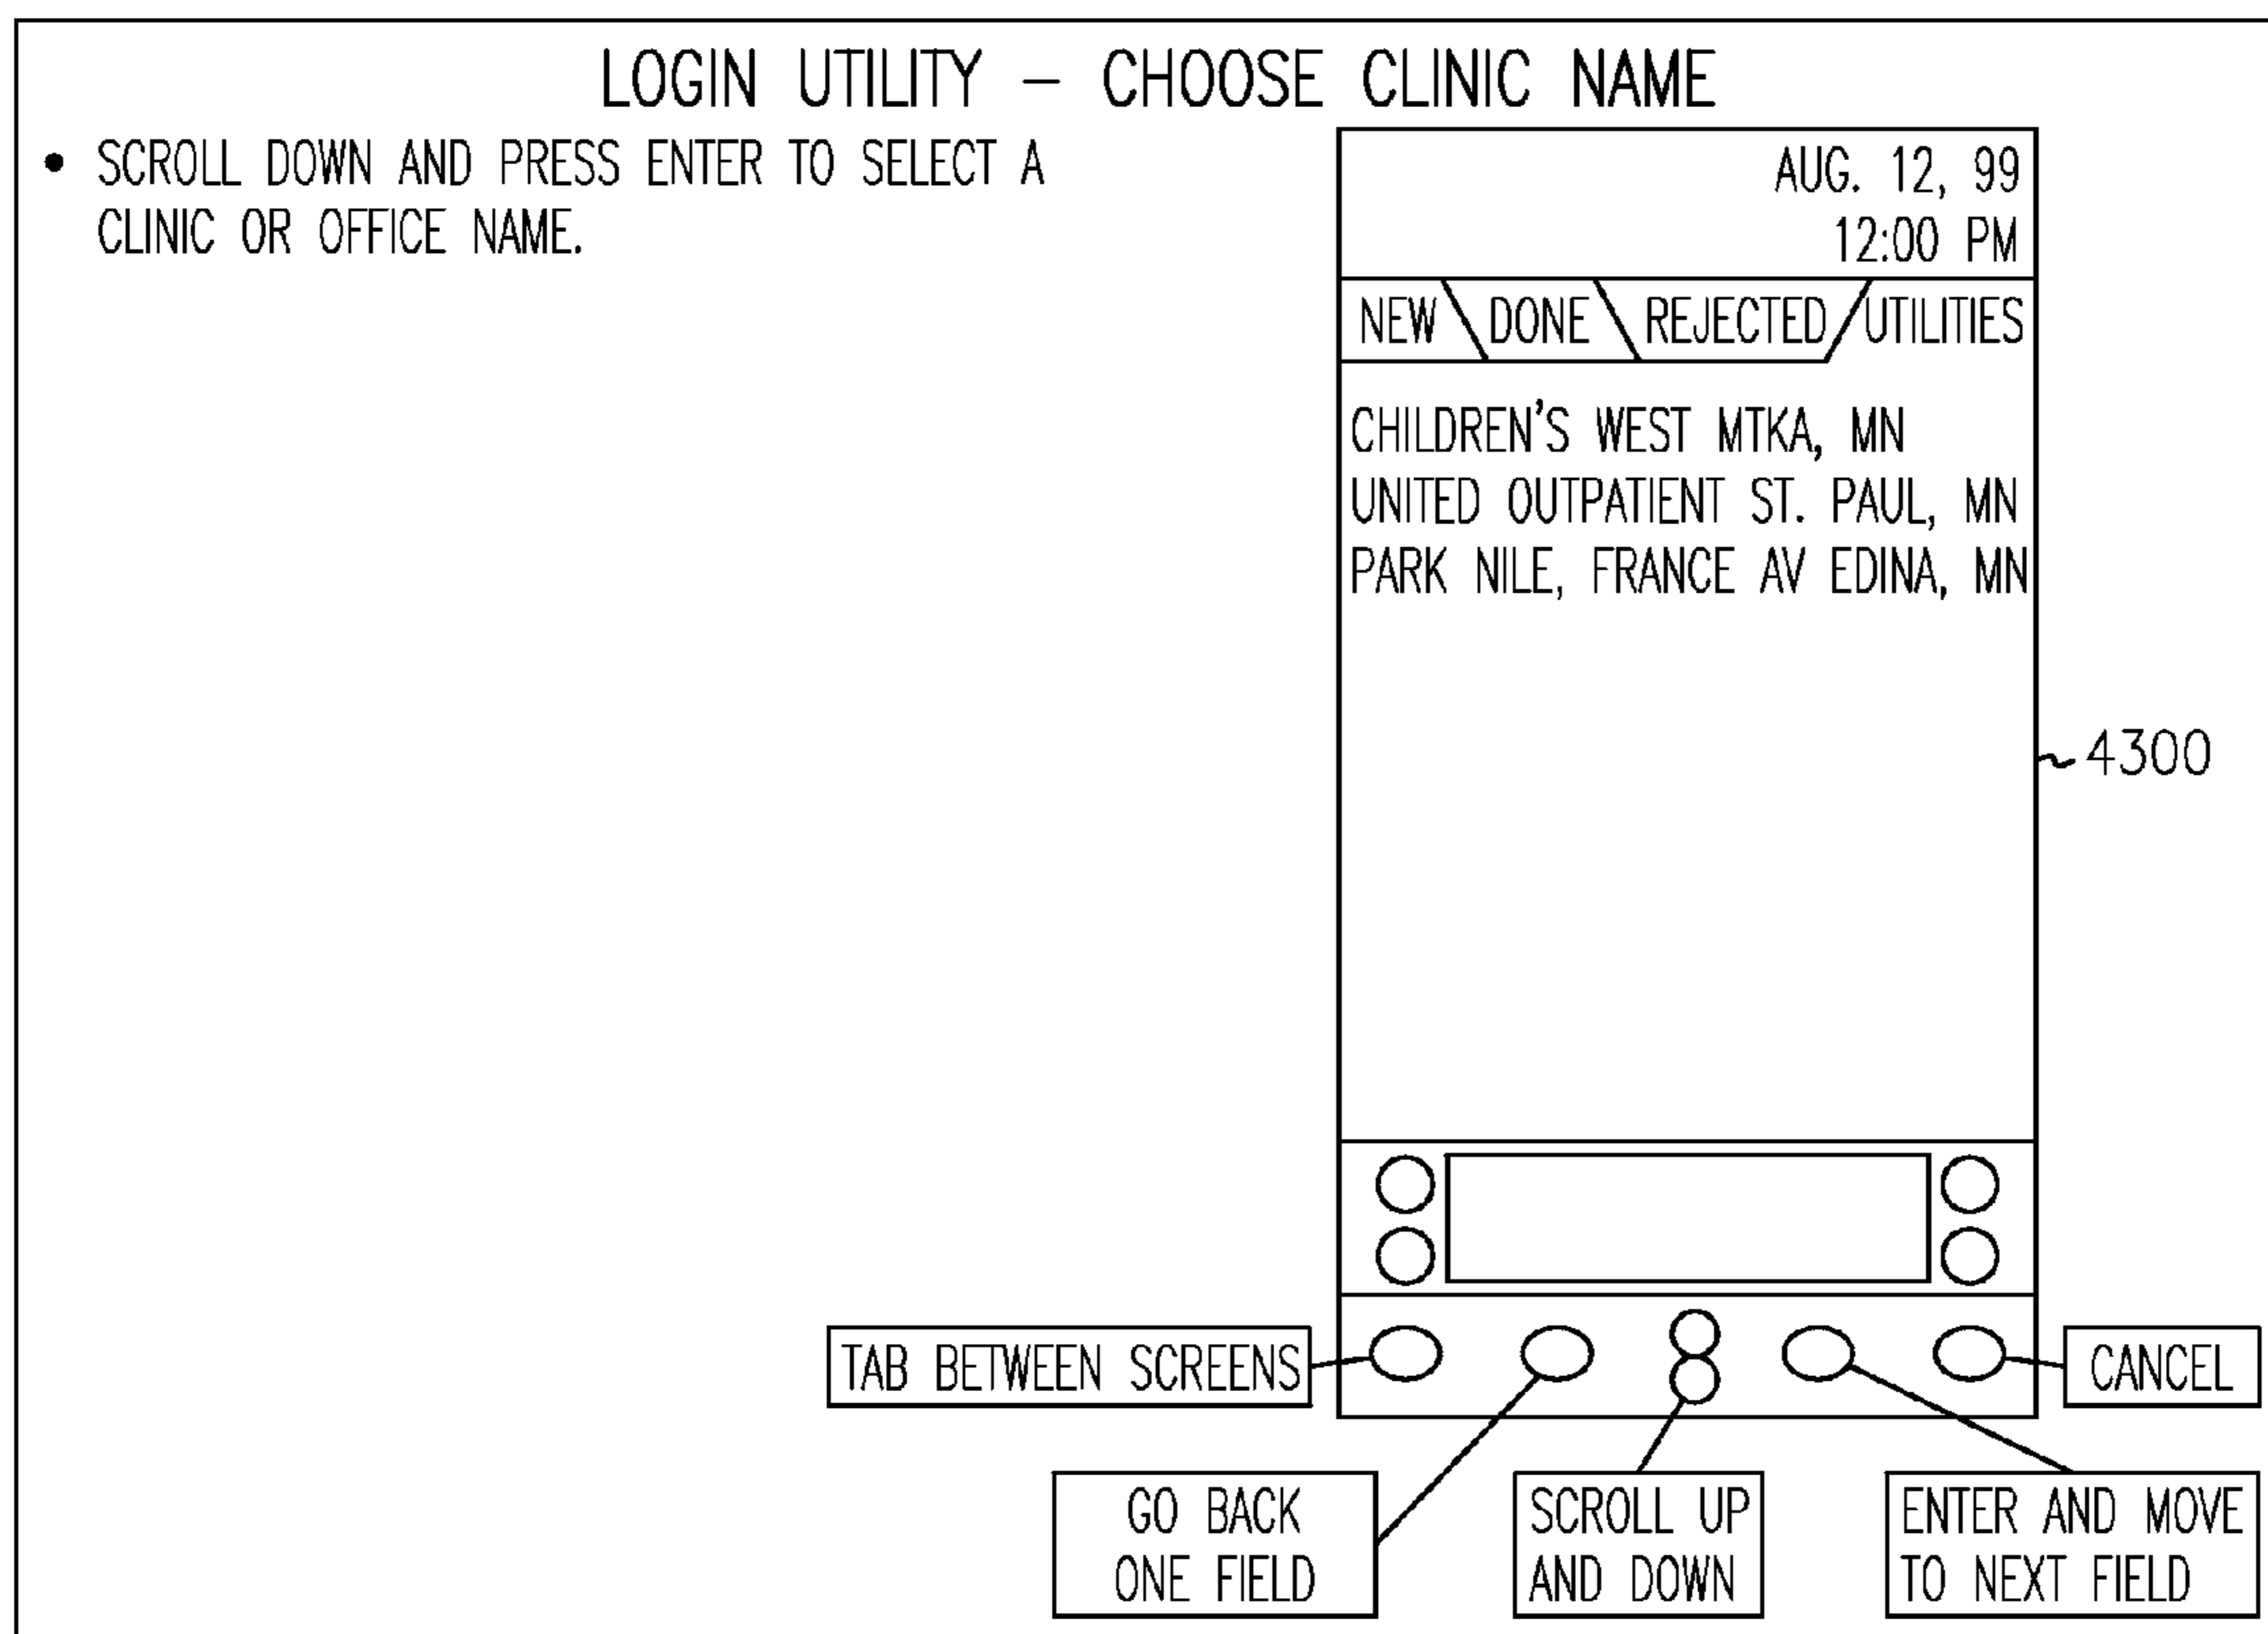 LOGIN UTILITY – CHOOSE CLINIC NAME
• SCROLL DOWN AND PRESS ENTER TO SELECT A
CLINIC OR OFFICE NAME.
AUG. 12, 99
12:00 PM
NEW DONE REJECTED UTILITIES
CHILDREN'S WEST MTKA, MN
UNITED OUTPATIENT ST. PAUL, MN
PARK NILE, FRANCE AV EDINA, MN
4300
TAB BETWEEN SCREENS
CANCEL
GO BACK
ONE FIELD
SCROLL UP
AND DOWN
ENTER AND MOVE
TO NEXT FIELD